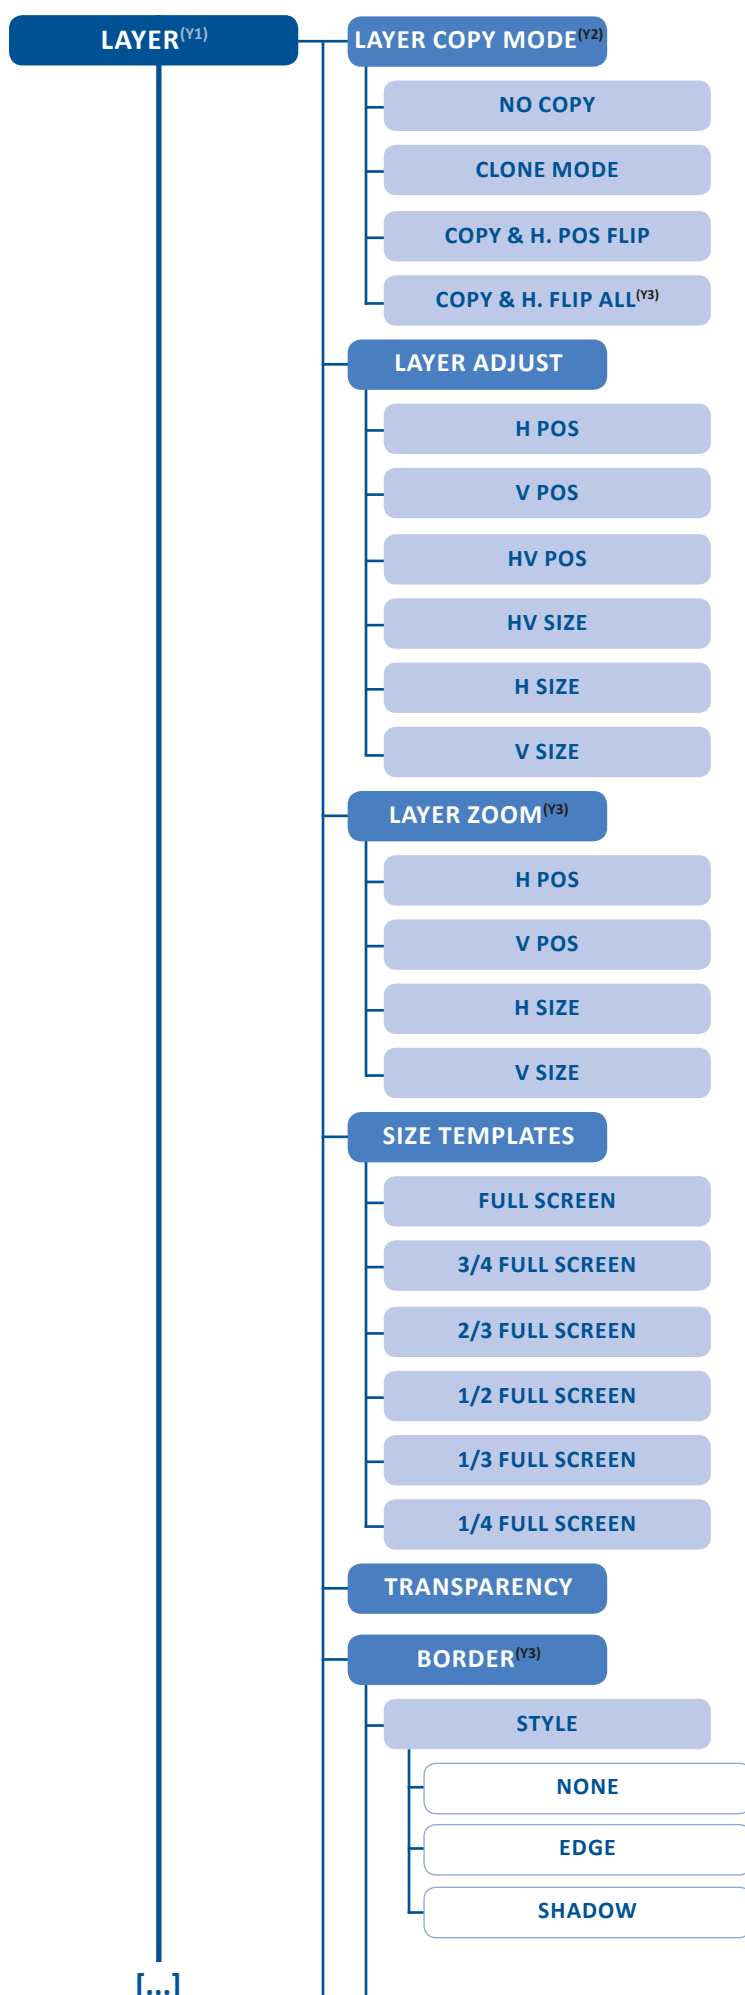 LAYER(Y1)
LAYER COPY MODE(Y2)
NO COPY
CLONE MODE
COPY & H. POS FLIP
COPY & H. FLIP ALL(Y3)
LAYER ADJUST
H POS
V POS
HV POS
HV SIZE
H SIZE
V SIZE
LAYER ZOOM(Y3)
H POS
V POS
H SIZE
V SIZE
SIZE TEMPLATES
FULL SCREEN
3/4 FULL SCREEN
2/3 FULL SCREEN
1/2 FULL SCREEN
1/3 FULL SCREEN
1/4 FULL SCREEN
TRANSPARENCY
BORDER(Y3)
STYLE
NONE
EDGE
SHADOW
[...]